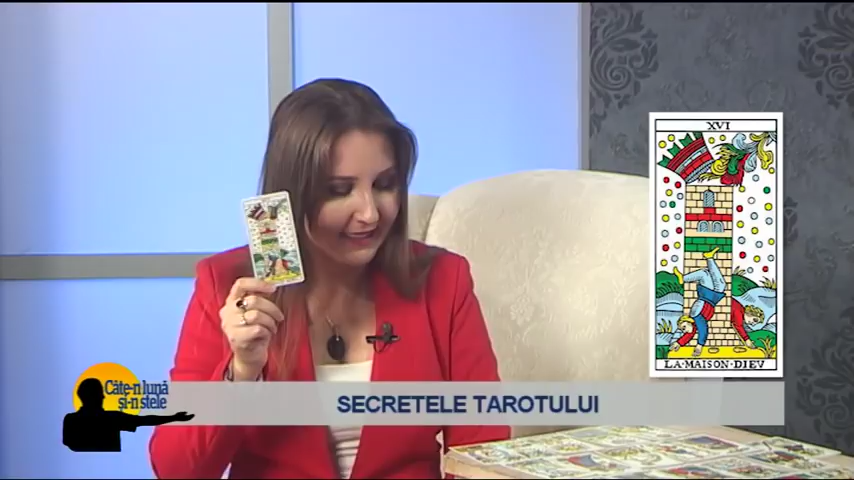 XVI
LA·MAISON·DIEV
Câte-n lună
și-n stele
SECRETELE TAROTULUI